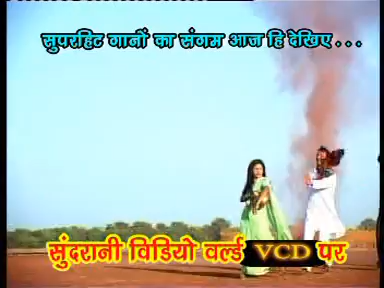 सुपरहिट गानों का संगम आज हि देखिए . . .
सुंदरानी विडियो वर्ल्ड VCD पर